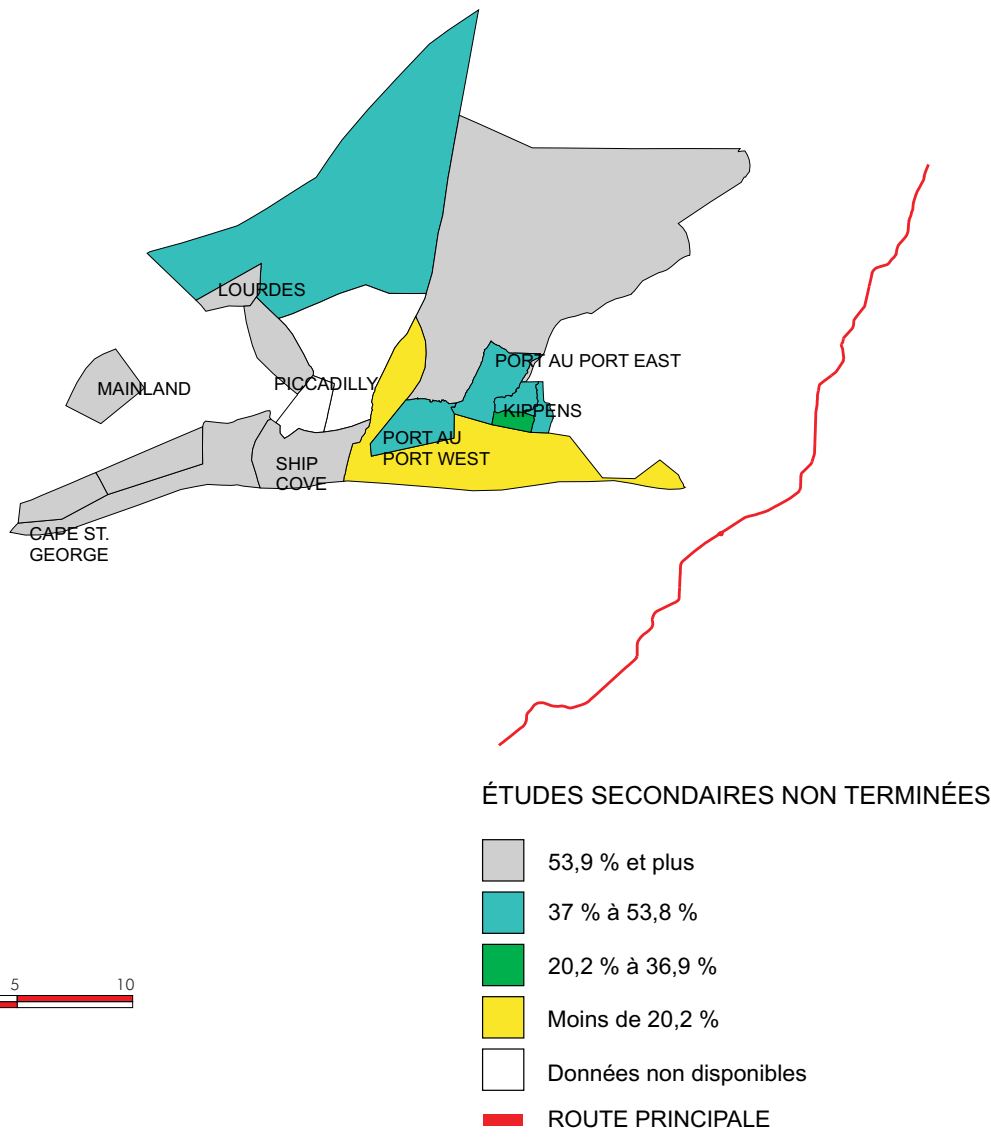 LOURDES
MAINLAND
PICCADILLY
PORT AU PORT EAST
KIPPENS
PORT AU
PORT WEST
SHIP
COVE
CAPE ST.
GEORGE
ÉTUDES SECONDAIRES NON TERMINÉES
53,9 % et plus
37 % à 53,8 %
20,2 % à 36,9 %
Moins de 20,2 %
Données non disponibles
ROUTE PRINCIPALE
5 10